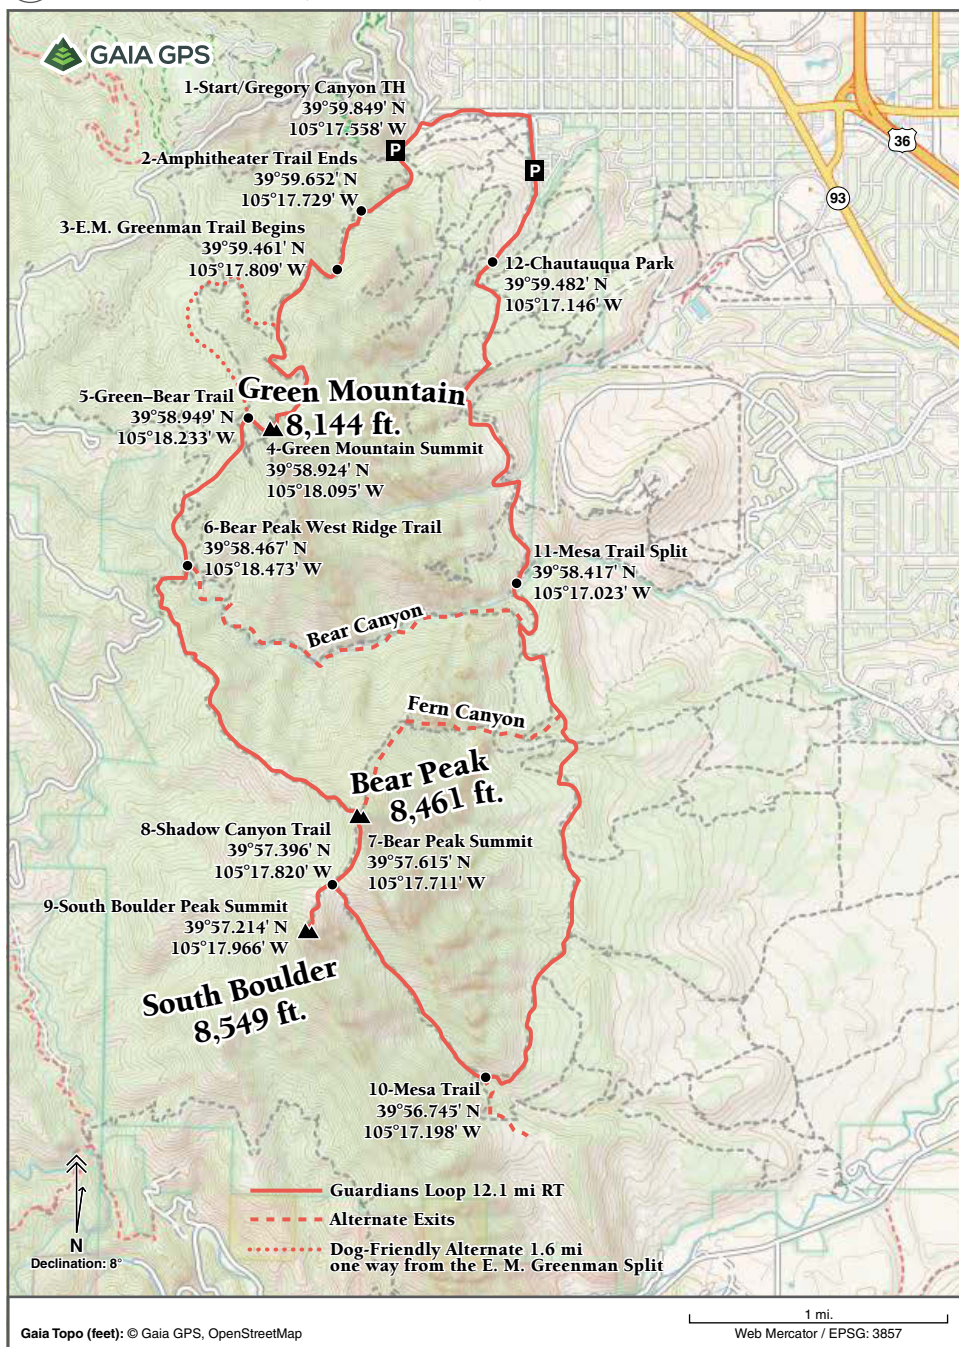 GAIA GPS
1-Start/Gregory Canyon TH
39°59.849' N
105°17.558' W
P
P
36
93
2-Amphitheater Trail Ends
39°59.652' N
105°17.729' W
3-E.M. Greenman Trail Begins
39°59.461' N
105°17.809' W
12-Chautauqua Park
39°59.482' N
105°17.146' W
Green Mountain
8,144 ft.
5-Green–Bear Trail
39°58.949' N
105°18.233' W
4-Green Mountain Summit
39°58.924' N
105°18.095' W
6-Bear Peak West Ridge Trail
39°58.467' N
105°18.473' W
11-Mesa Trail Split
39°58.417' N
105°17.023' W
Bear Canyon
Fern Canyon
Bear Peak
8,461 ft.
8-Shadow Canyon Trail
39°57.396' N
105°17.820' W
7-Bear Peak Summit
39°57.615' N
105°17.711' W
9-South Boulder Peak Summit
39°57.214' N
105°17.966' W
South Boulder
8,549 ft.
10-Mesa Trail
39°56.745' N
105°17.198' W
Guardians Loop 12.1 mi RT
Alternate Exits
Dog-Friendly Alternate 1.6 mi
one way from the E. M. Greenman Split
N
Declination: 8°
Gaia Topo (feet): © Gaia GPS, OpenStreetMap
1 mi.
Web Mercator / EPSG: 3857